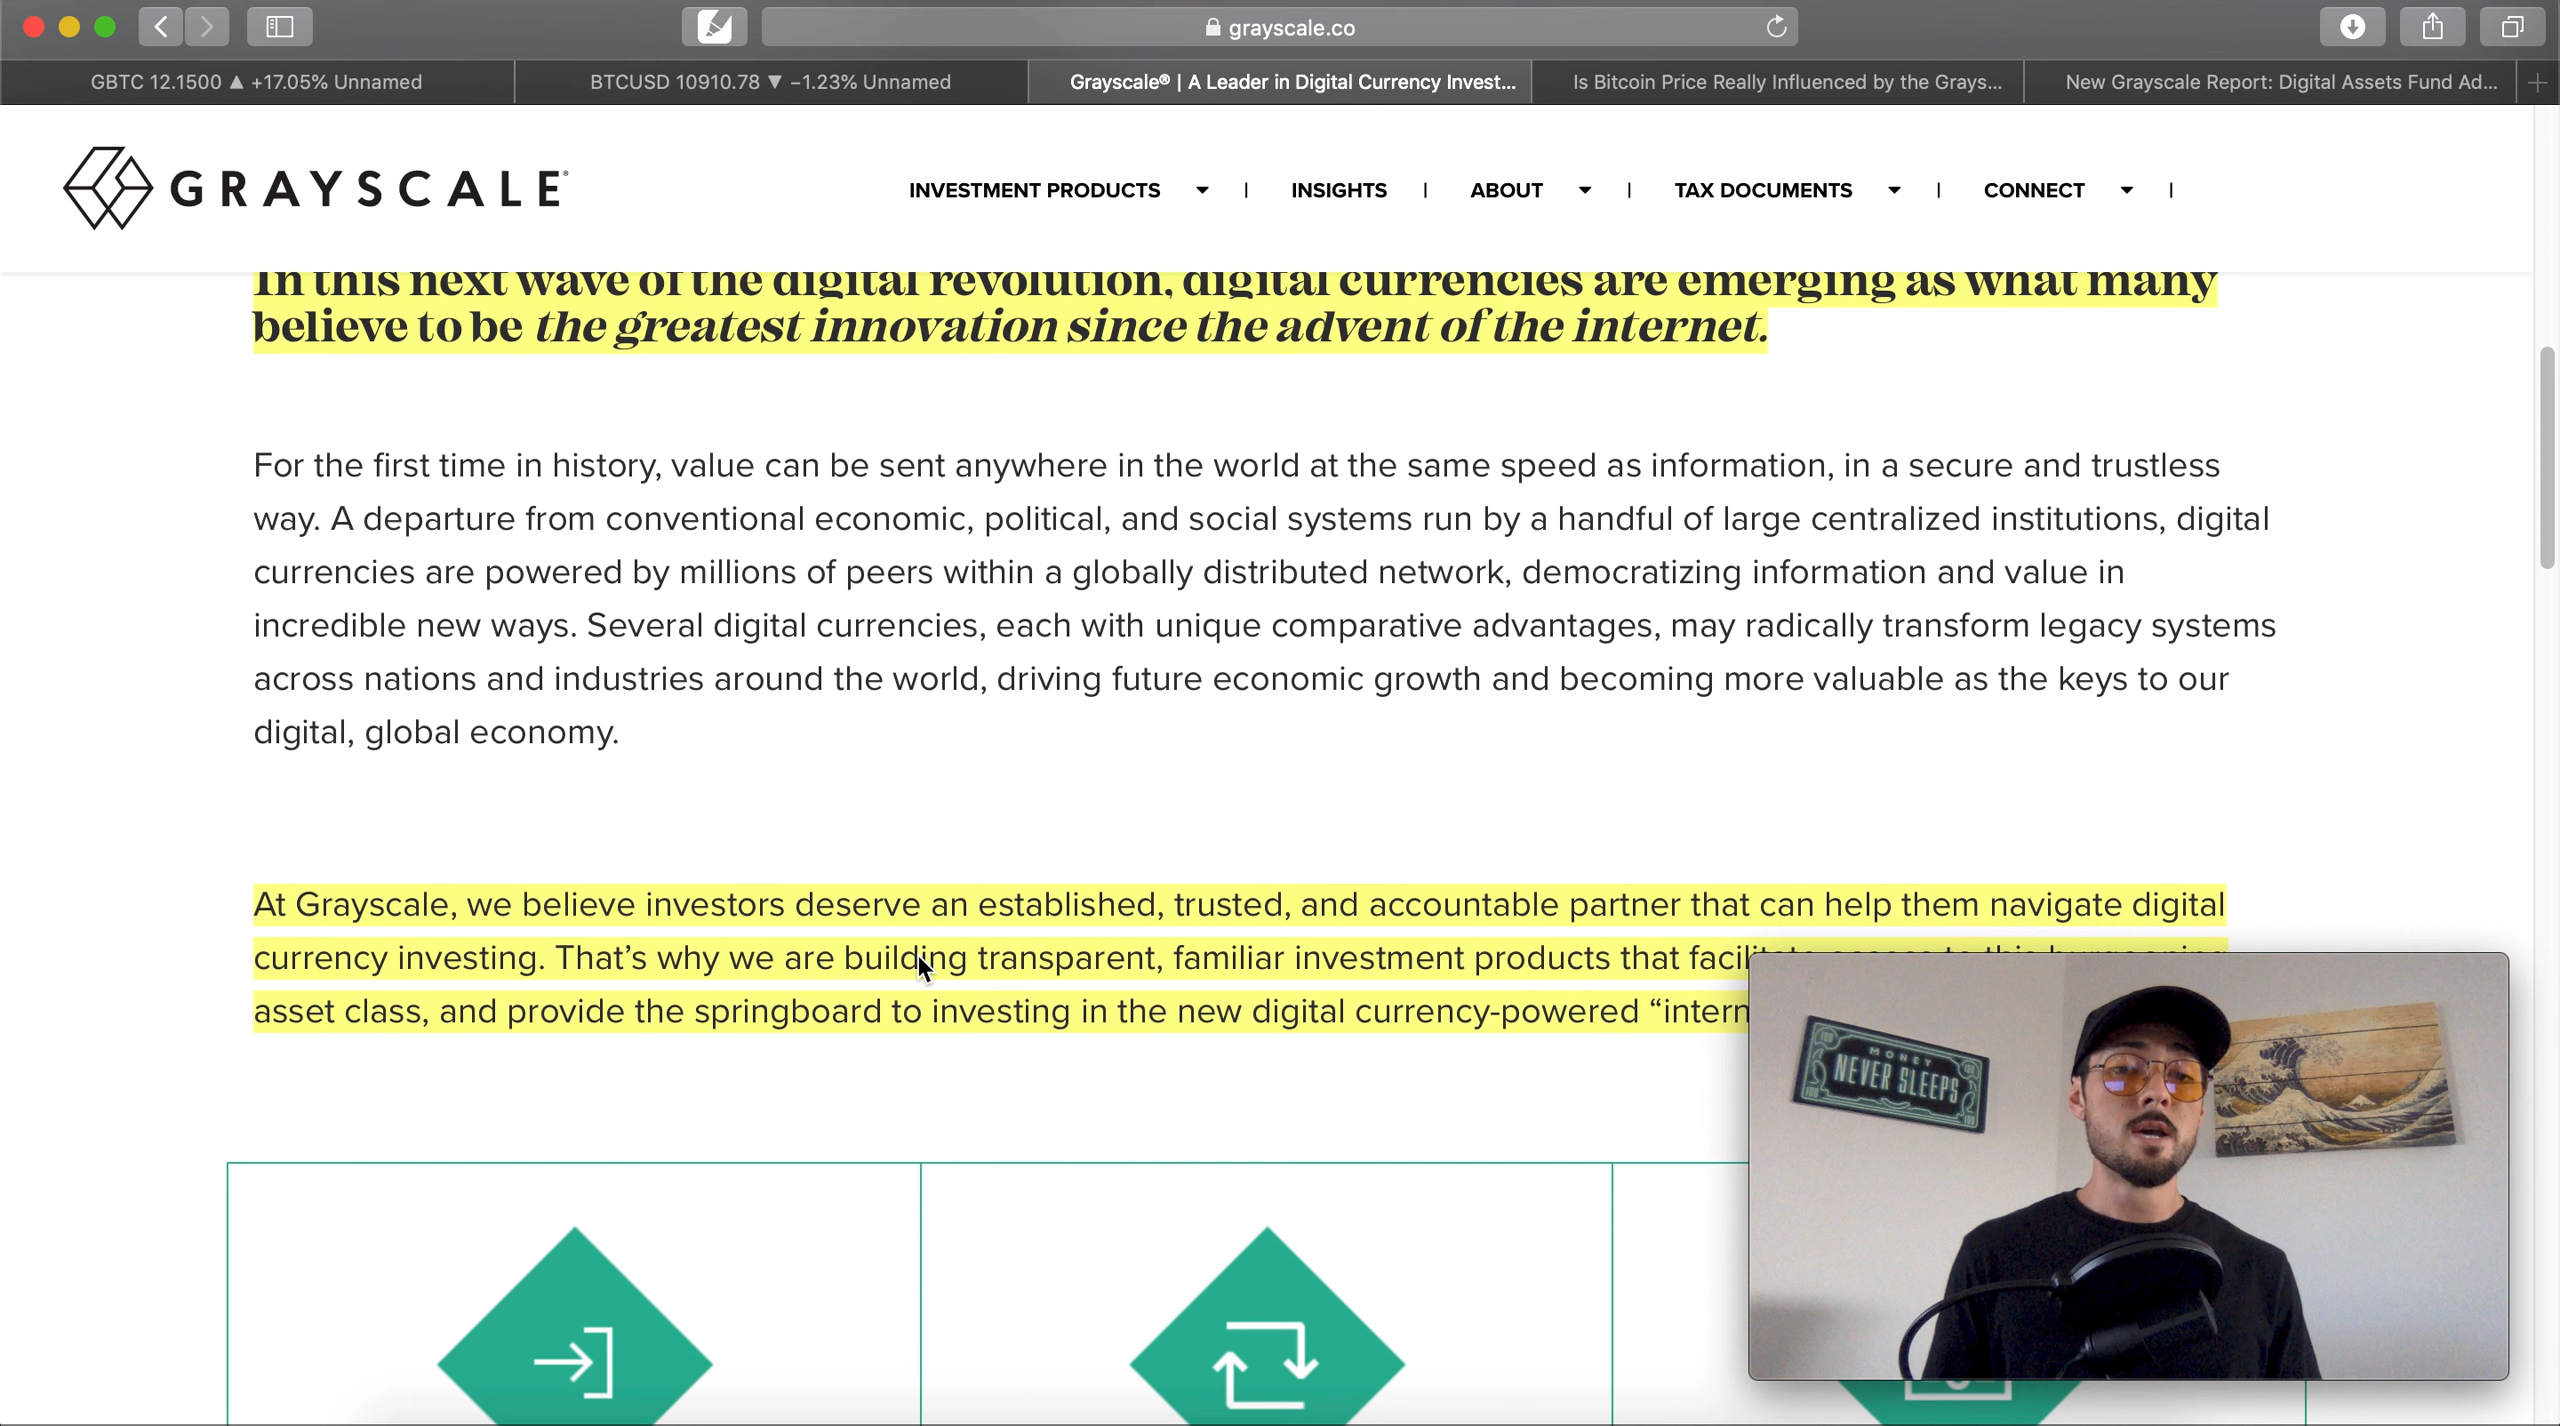 grayscale.co
GBTC 12.1500 ▲ +17.05% Unnamed
BTCUSD 10910.78 ▼ −1.23% Unnamed
Grayscale® | A Leader in Digital Currency Invest...
Is Bitcoin Price Really Influenced by the Grays...
New Grayscale Report: Digital Assets Fund Ad...
GRAYSCALE®
INVESTMENT PRODUCTS | INSIGHTS | ABOUT | TAX DOCUMENTS | CONNECT |
In this next wave of the digital revolution, digital currencies are emerging as what many
believe to be the greatest innovation since the advent of the internet.
For the first time in history, value can be sent anywhere in the world at the same speed as information, in a secure and trustless
way. A departure from conventional economic, political, and social systems run by a handful of large centralized institutions, digital
currencies are powered by millions of peers within a globally distributed network, democratizing information and value in
incredible new ways. Several digital currencies, each with unique comparative advantages, may radically transform legacy systems
across nations and industries around the world, driving future economic growth and becoming more valuable as the keys to our
digital, global economy.
At Grayscale, we believe investors deserve an established, trusted, and accountable partner that can help them navigate digital
currency investing. That’s why we are building transparent, familiar investment products that facilitate access to this burgeoning
asset class, and provide the springboard to investing in the new digital currency-powered “intern
100
100
MONEY
NEVER SLEEPS
100
100